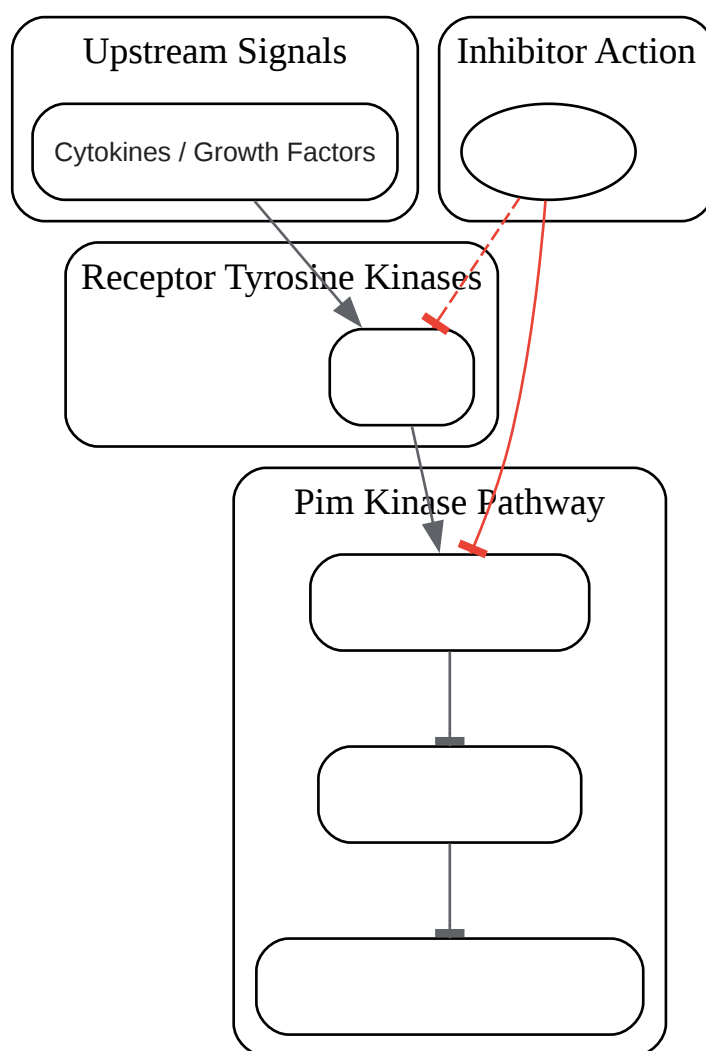 Upstream Signals
Inhibitor Action
Cytokines / Growth Factors
Receptor Tyrosine Kinases
Pim Kinase Pathway